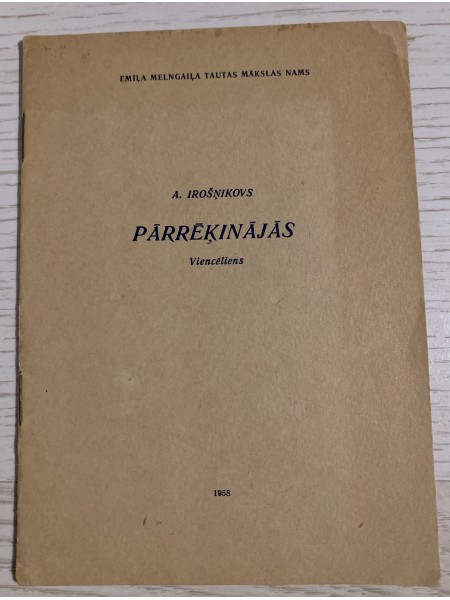 EMIĻA MELNGAIĻA TAUTAS MĀKSLAS NAMS
A. IROŠŅIKOVS
PĀRRĒĶINĀJĀS
Viencēliens
1958